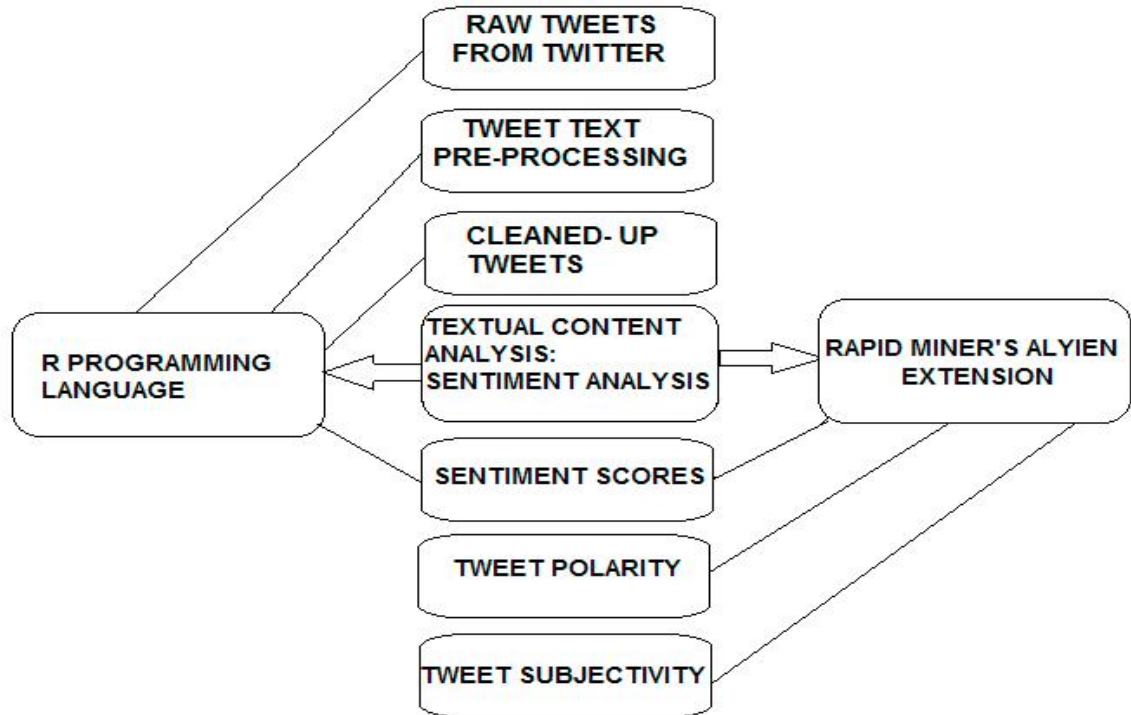 RAW TWEETS
FROM TWITTER
TWEET TEXT
PRE-PROCESSING
CLEANED- UP
TWEETS
R PROGRAMMING
LANGUAGE
TEXTUAL CONTENT
ANALYSIS:
SENTIMENT ANALYSIS
RAPID MINER'S ALYIEN
EXTENSION
SENTIMENT SCORES
TWEET POLARITY
TWEET SUBJECTIVITY